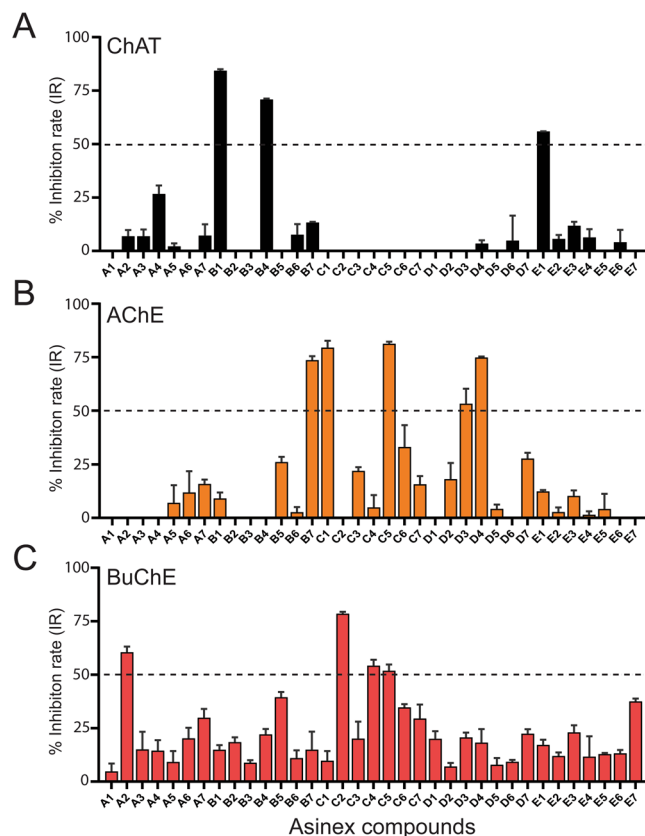 A
ChAT
% Inhibiton rate (IR)
100
75
50
25
0
A1 A2 A3 A4 A5 A6 A7 B1 B2 B3 B4 B5 B6 B7 C1 C2 C3 C4 C5 C6 C7 D1 D2 D3 D4 D5 D6 D7 E1 E2 E3 E4 E5 E6 E7
B
AChE
% Inhibiton rate (IR)
100
75
50
25
0
A1 A2 A3 A4 A5 A6 A7 B1 B2 B3 B4 B5 B6 B7 C1 C2 C3 C4 C5 C6 C7 D1 D2 D3 D4 D5 D6 D7 E1 E2 E3 E4 E5 E6 E7
C
BuChE
% Inhibiton rate (IR)
100
75
50
25
0
A1 A2 A3 A4 A5 A6 A7 B1 B2 B3 B4 B5 B6 B7 C1 C2 C3 C4 C5 C6 C7 D1 D2 D3 D4 D5 D6 D7 E1 E2 E3 E4 E5 E6 E7
Asinex compounds